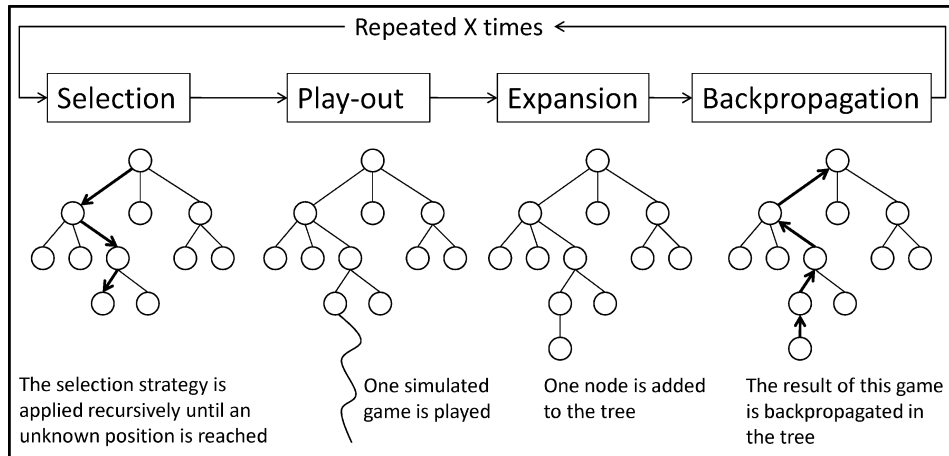 Repeated X times
Selection
Play-out
Expansion
Backpropagation
The selection strategy is
applied recursively until an
unknown position is reached
One simulated
game is played
One node is added
to the tree
The result of this game
is backpropagated in
the tree